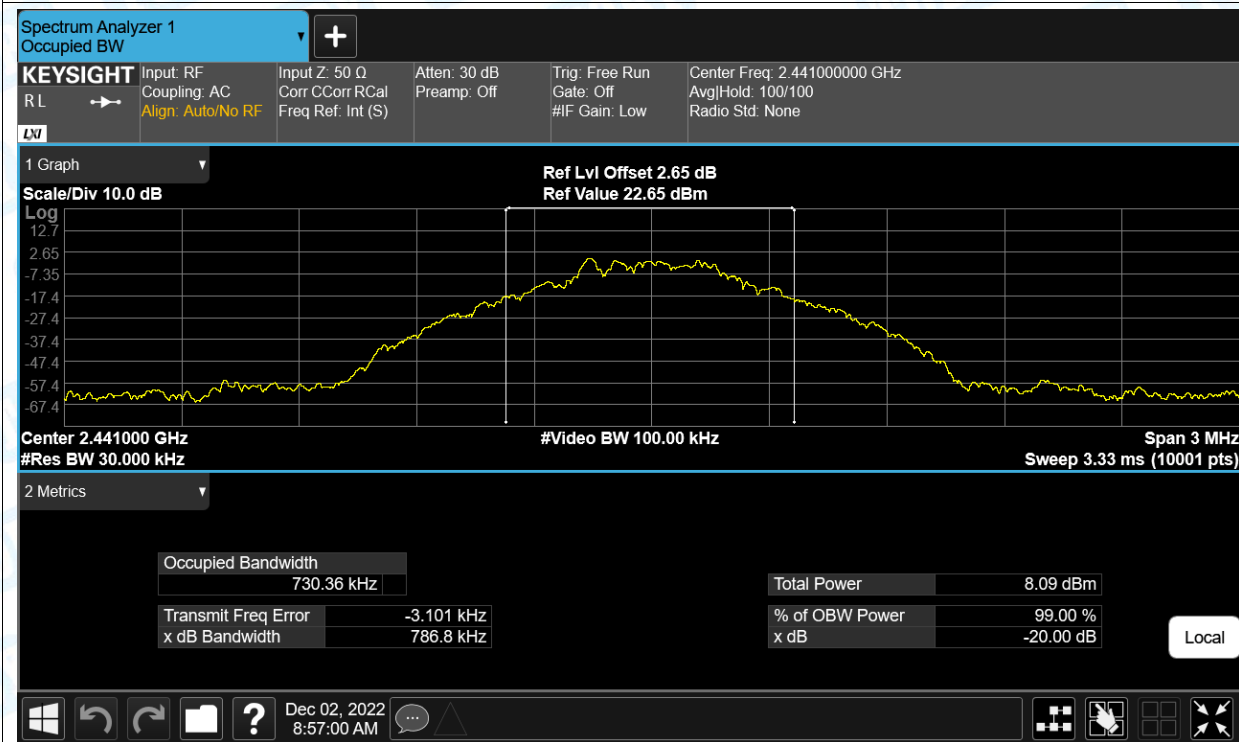 Spectrum Analyzer 1
Occupied BW
KEYSIGHT
R L
LXI
Input: RF
Coupling: AC
Align: Auto/No RF
Input Z: 50 Ω
Corr CCorr RCal
Freq Ref: Int (S)
Atten: 30 dB
Preamp: Off
Trig: Free Run
Gate: Off
#IF Gain: Low
Center Freq: 2.441000000 GHz
Avg|Hold: 100/100
Radio Std: None
1 Graph
Scale/Div 10.0 dB
Ref Lvl Offset 2.65 dB
Ref Value 22.65 dBm
Log
12.7
2.65
-7.35
-17.4
-27.4
-37.4
-47.4
-57.4
-67.4
Center 2.441000 GHz
#Res BW 30.000 kHz
#Video BW 100.00 kHz
Span 3 MHz
Sweep 3.33 ms (10001 pts)
2 Metrics
Occupied Bandwidth
730.36 kHz
Transmit Freq Error -3.101 kHz
x dB Bandwidth 786.8 kHz
Total Power 8.09 dBm
% of OBW Power 99.00 %
x dB -20.00 dB
Local
?
Dec 02, 2022
8:57:00 AM